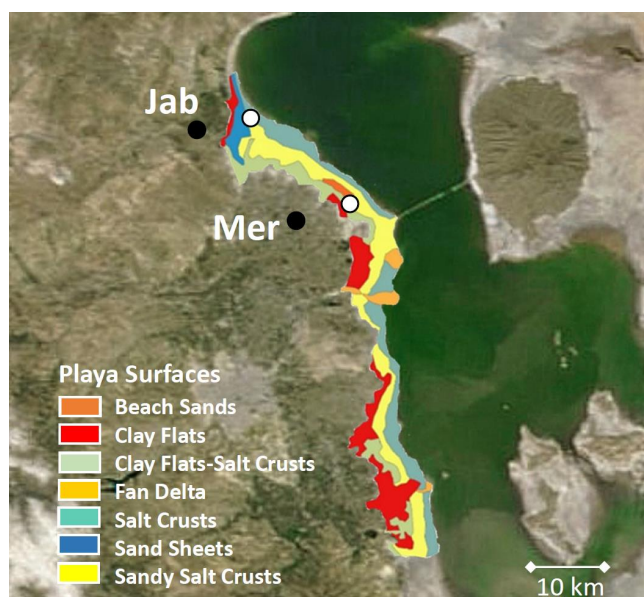 Jab
Mer
Playa Surfaces
Beach Sands
Clay Flats
Clay Flats-Salt Crusts
Fan Delta
Salt Crusts
Sand Sheets
Sandy Salt Crusts
10 km